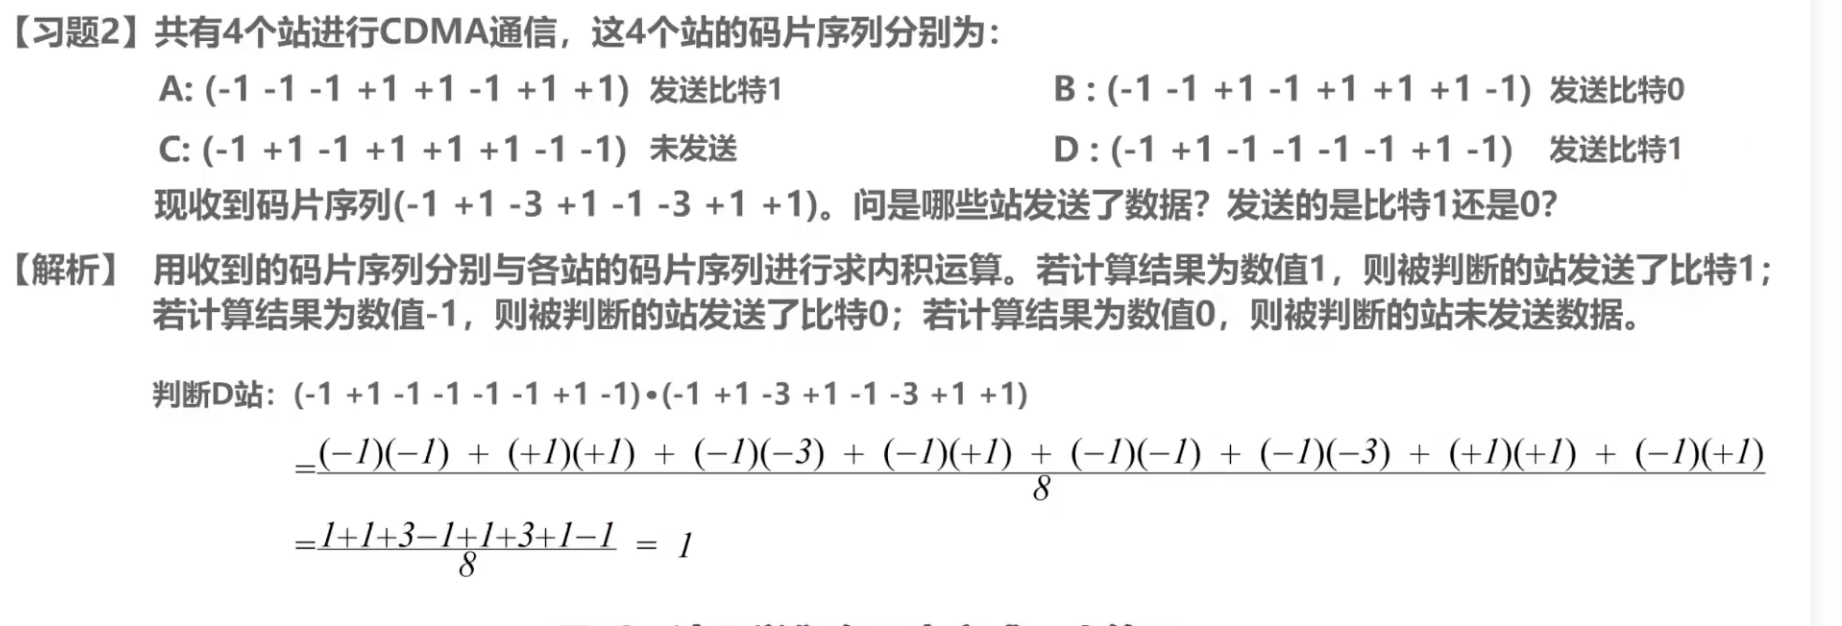 【习题2】共有4个站进行CDMA通信，这4个站的码片序列分别为：
A: (-1 -1 -1 +1 +1 -1 +1 +1) 发送比特1 B : (-1 -1 +1 -1 +1 +1 +1 -1) 发送比特0
C: (-1 +1 -1 +1 +1 +1 -1 -1) 未发送 D : (-1 +1 -1 -1 -1 -1 +1 -1) 发送比特1
现收到码片序列(-1 +1 -3 +1 -1 -3 +1 +1)。问是哪些站发送了数据？发送的是比特1还是0？
【解析】 用收到的码片序列分别与各站的码片序列进行求内积运算。若计算结果为数值1，则被判断的站发送了比特1；
若计算结果为数值-1，则被判断的站发送了比特0；若计算结果为数值0，则被判断的站未发送数据。
判断D站：(-1 +1 -1 -1 -1 -1 +1 -1)•(-1 +1 -3 +1 -1 -3 +1 +1)
=(−1)(−1) + (+1)(+1) + (−1)(−3) + (−1)(+1) + (−1)(−1) + (−1)(−3) + (+1)(+1) + (−1)(+1)
8
=1+1+3−1+1+3+1−1 = 1
8